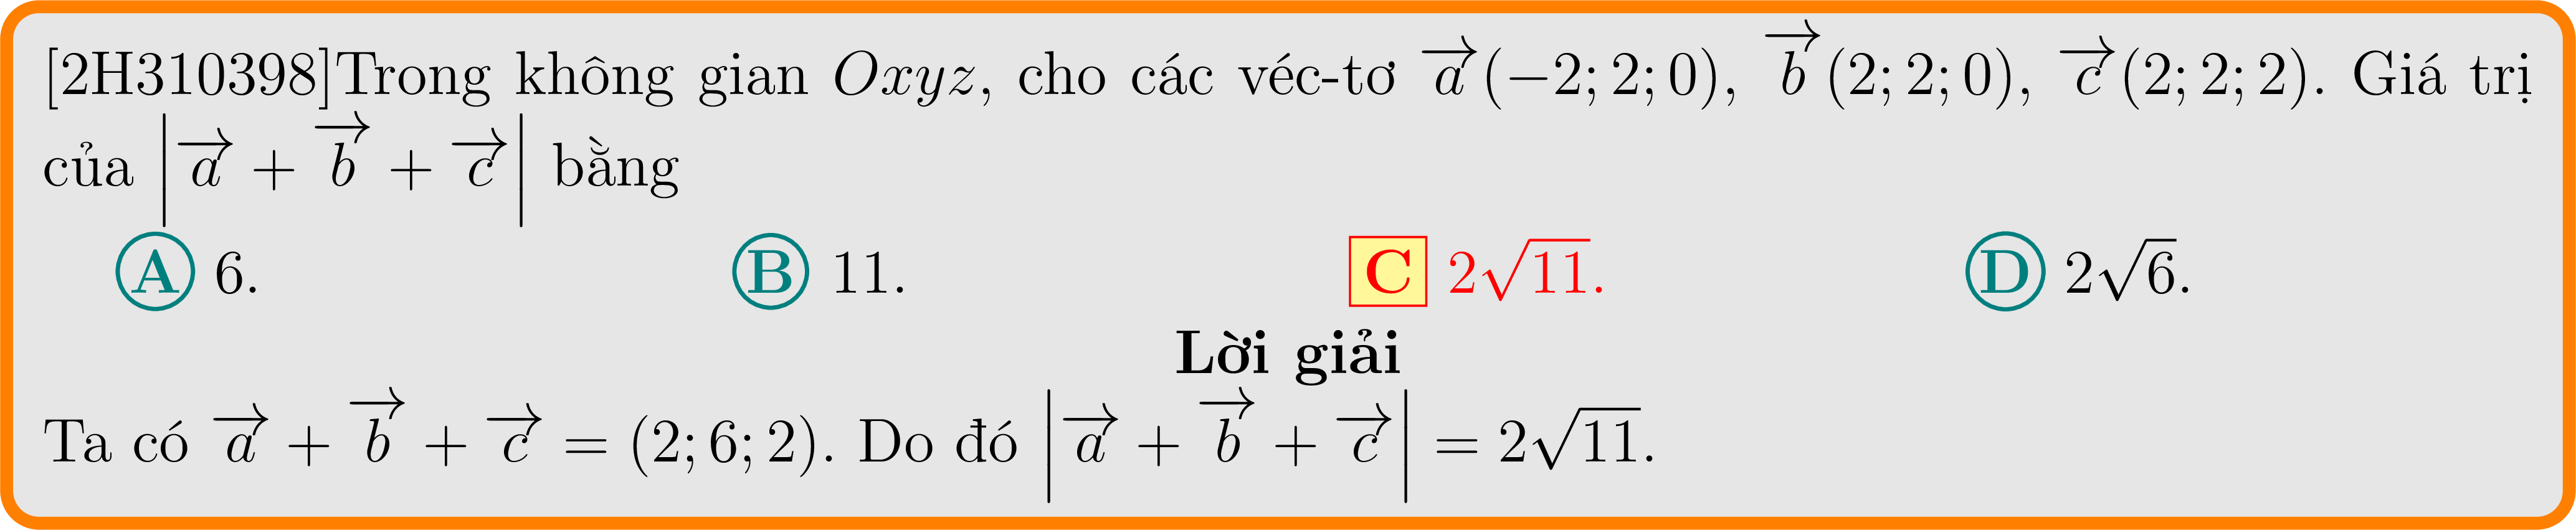 [2H310398]Trong không gian $Oxyz$, cho các véc-tơ $\overrightarrow{a}(-2;2;0)$, $\overrightarrow{b}(2;2;0)$, $\overrightarrow{c}(2;2;2)$. Giá trị
của $\left|\overrightarrow{a}+\overrightarrow{b}+\overrightarrow{c}\right|$ bằng
A 6. B 11. C $2\sqrt{11}$. D $2\sqrt{6}$.
Lời giải
Ta có $\overrightarrow{a}+\overrightarrow{b}+\overrightarrow{c}=(2;6;2)$. Do đó $\left|\overrightarrow{a}+\overrightarrow{b}+\overrightarrow{c}\right|=2\sqrt{11}$.